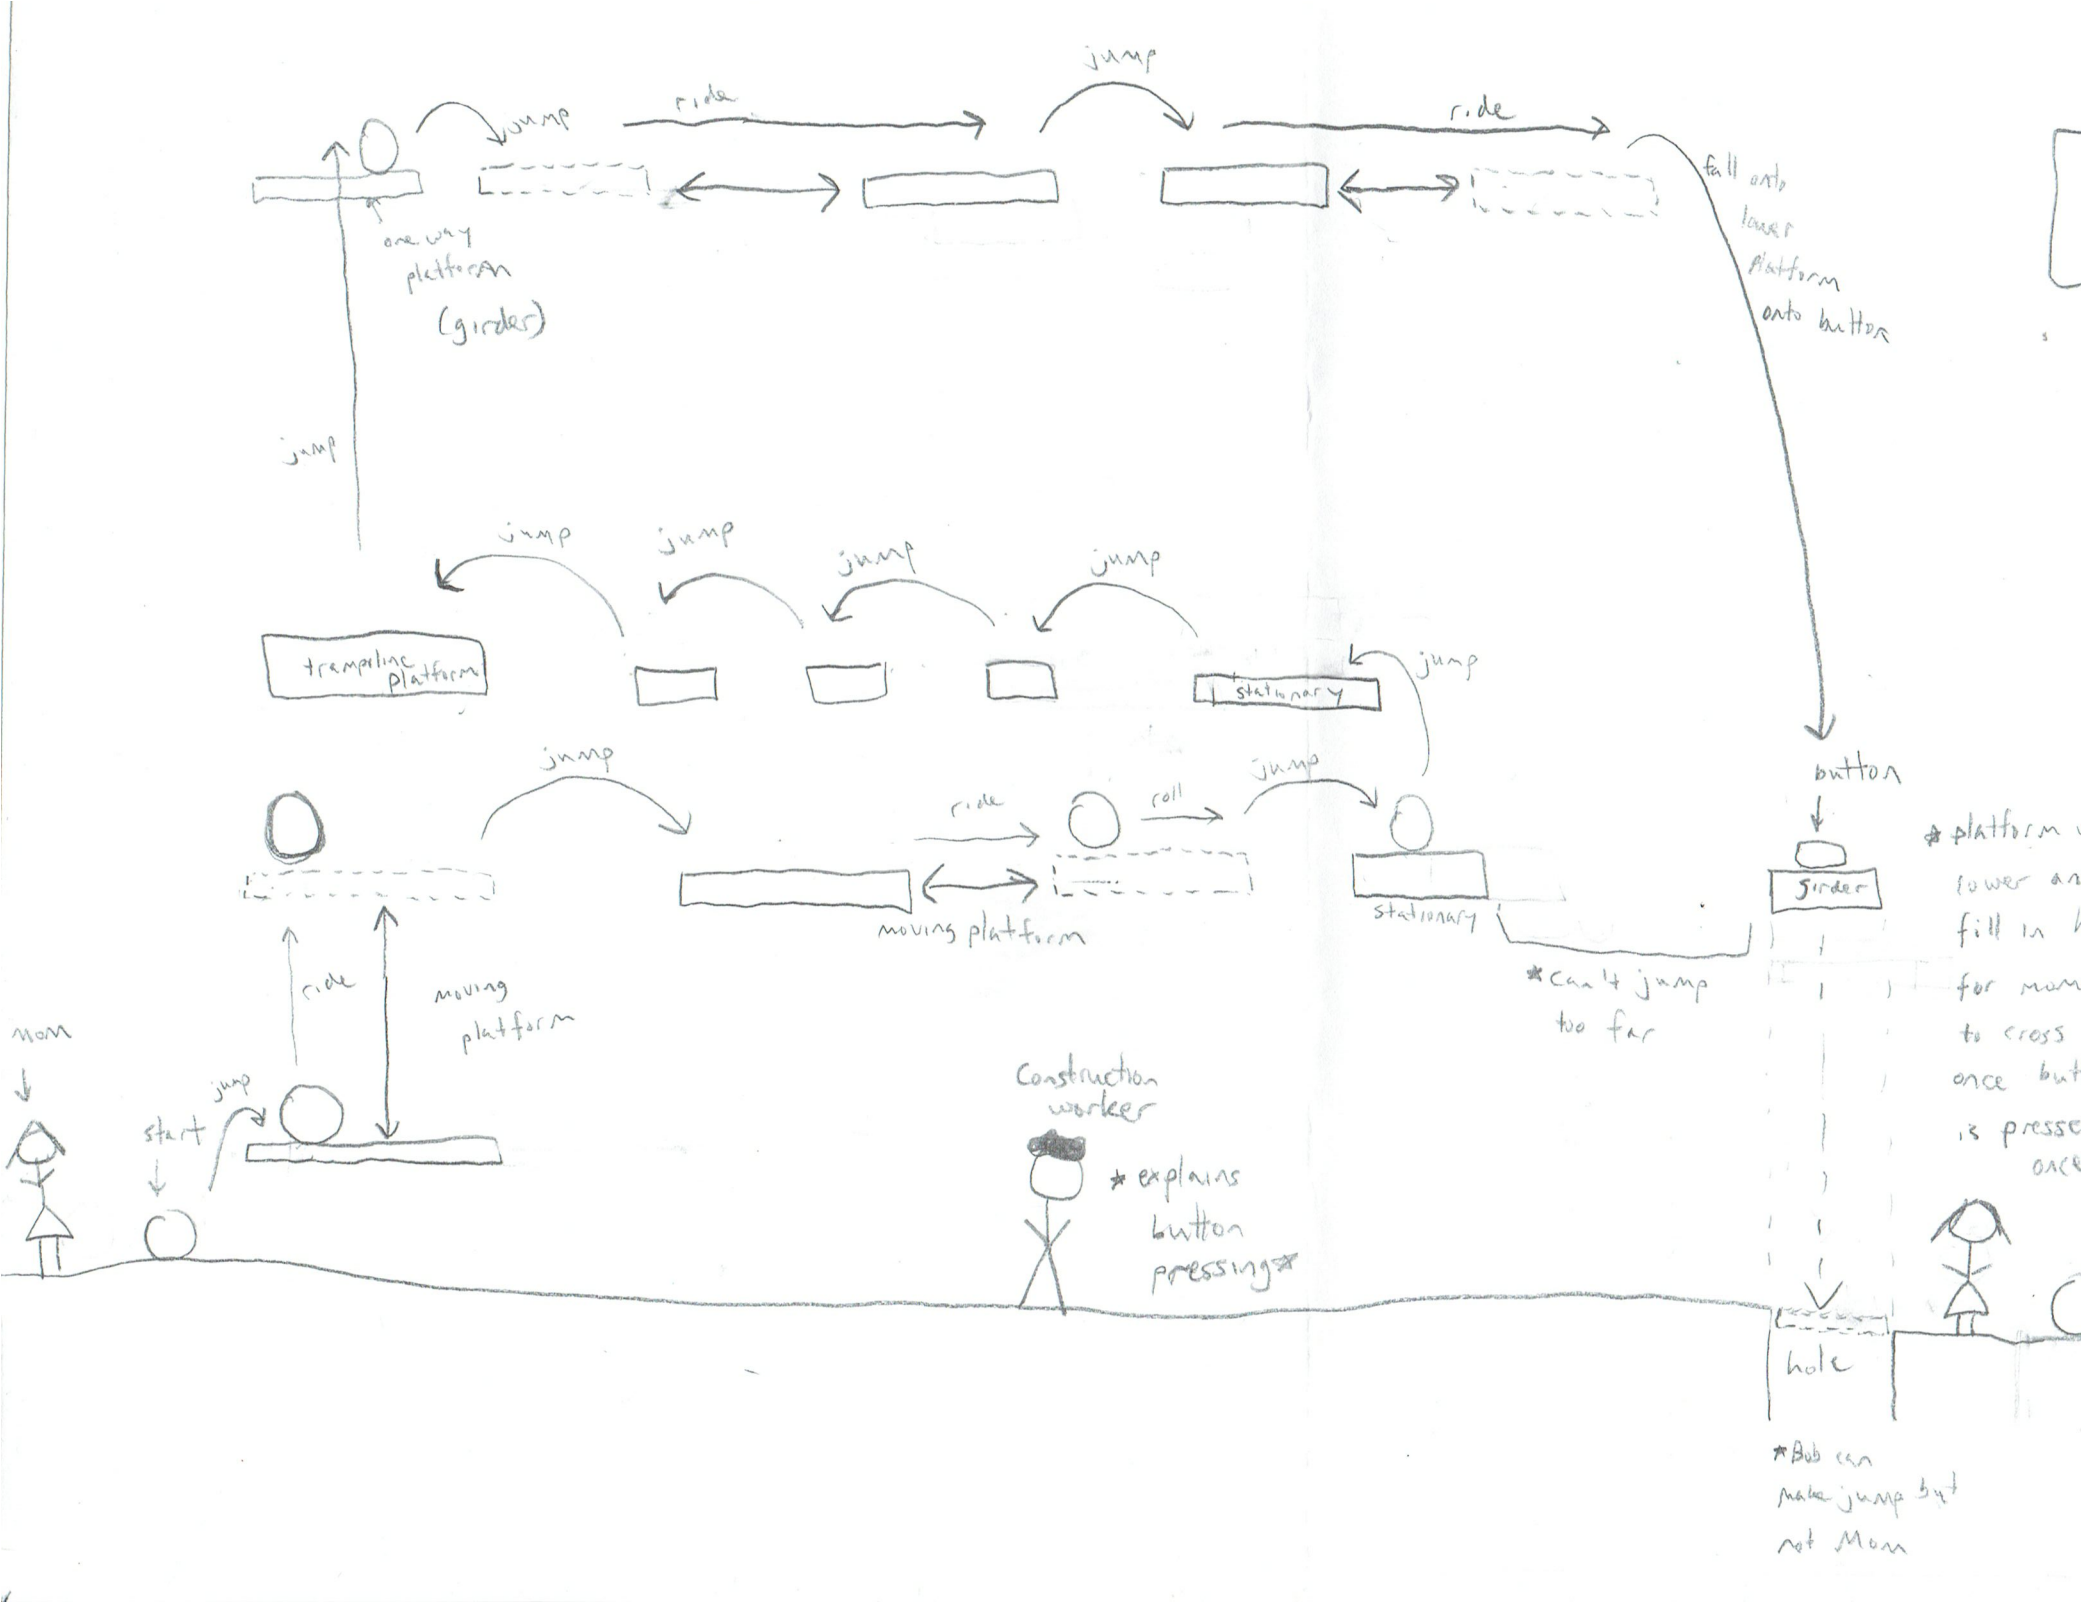 jump
jump
ride
ride
fall onto
lower
platform
onto button
one way
platform
(girder)
jump
jump
jump
jump
jump
jump
trampoline
platform
stationary
jump
jump
ride
roll
button
girder
moving platform
stationary
*Can't jump
too far
*platform
lower an
fill in h
for mom
to cross
once but
is presse
once
ride
moving
platform
mom
start
jump
Construction
worker
*explains
button
pressing*
hole
*Bob can
make jump but
not Mom